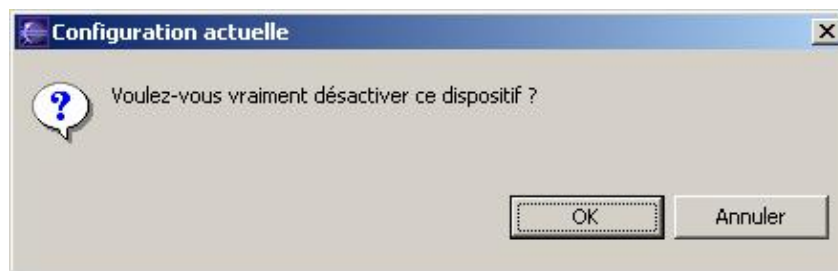 Configuration actuelle
Voulez-vous vraiment désactiver ce dispositif ?
OK
Annuler